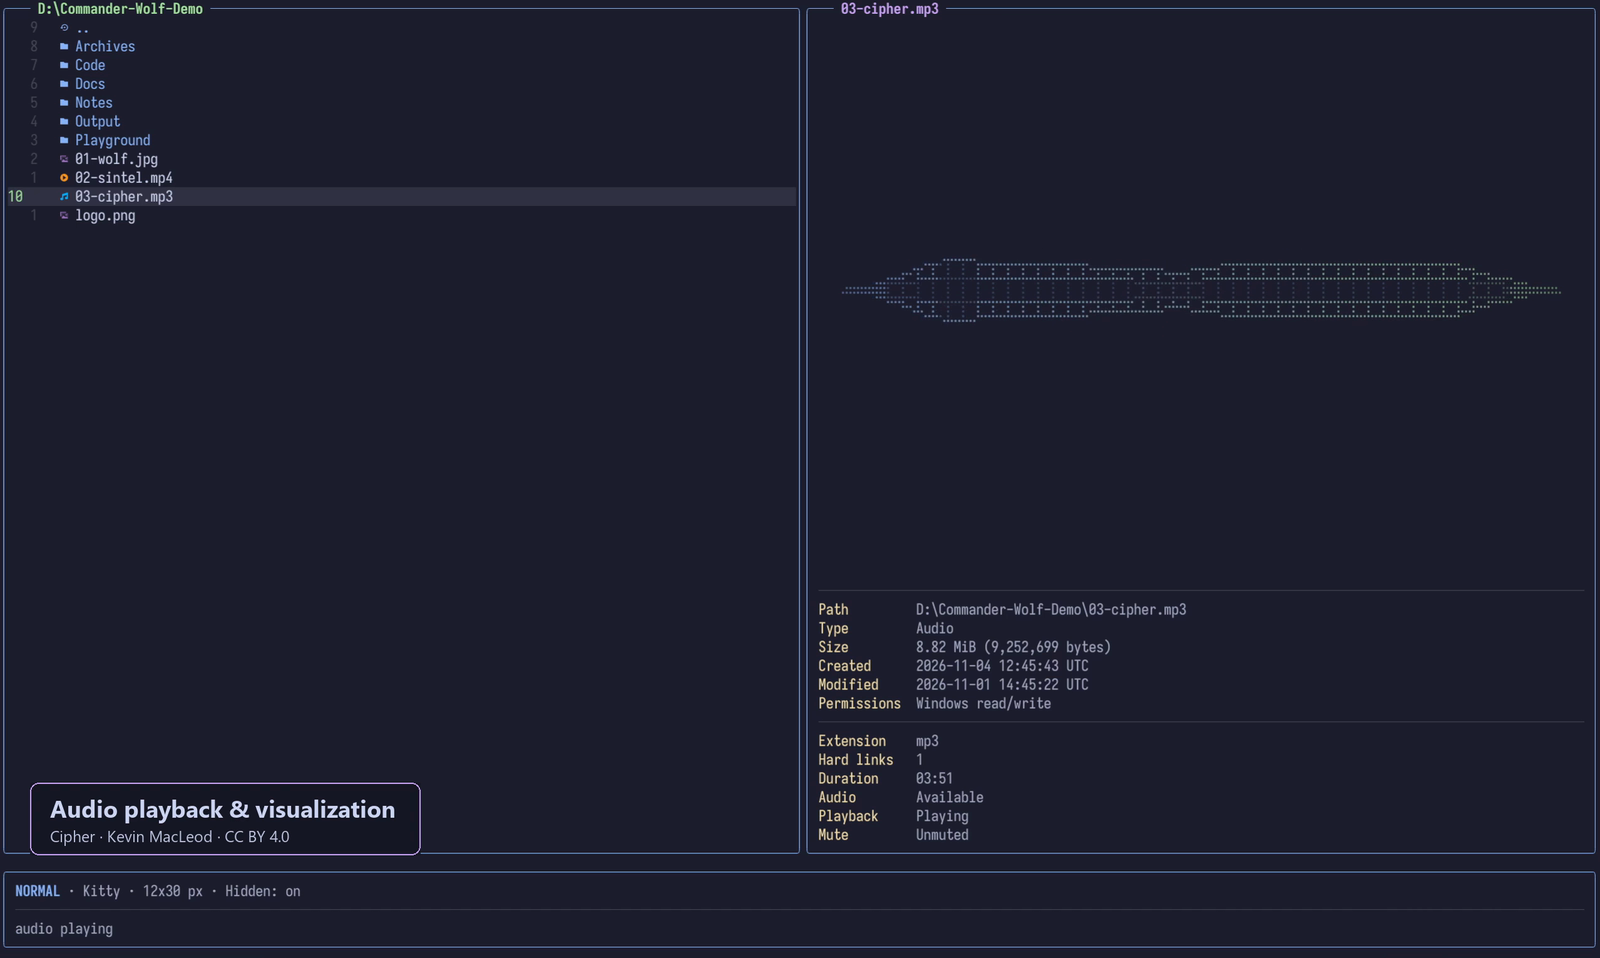 D:\Commander-Wolf-Demo
9 ..
8 Archives
7 Code
6 Docs
5 Notes
4 Output
3 Playground
2 01-wolf.jpg
1 02-sintel.mp4
10 03-cipher.mp3
1 logo.png
Audio playback & visualization
Cipher · Kevin MacLeod · CC BY 4.0
03-cipher.mp3
Path D:\Commander-Wolf-Demo\03-cipher.mp3
Type Audio
Size 8.82 MiB (9,252,699 bytes)
Created 2026-11-04 12:45:43 UTC
Modified 2026-11-01 14:45:22 UTC
Permissions Windows read/write
Extension mp3
Hard links 1
Duration 03:51
Audio Available
Playback Playing
Mute Unmuted
NORMAL · Kitty · 12x30 px · Hidden: on
audio playing